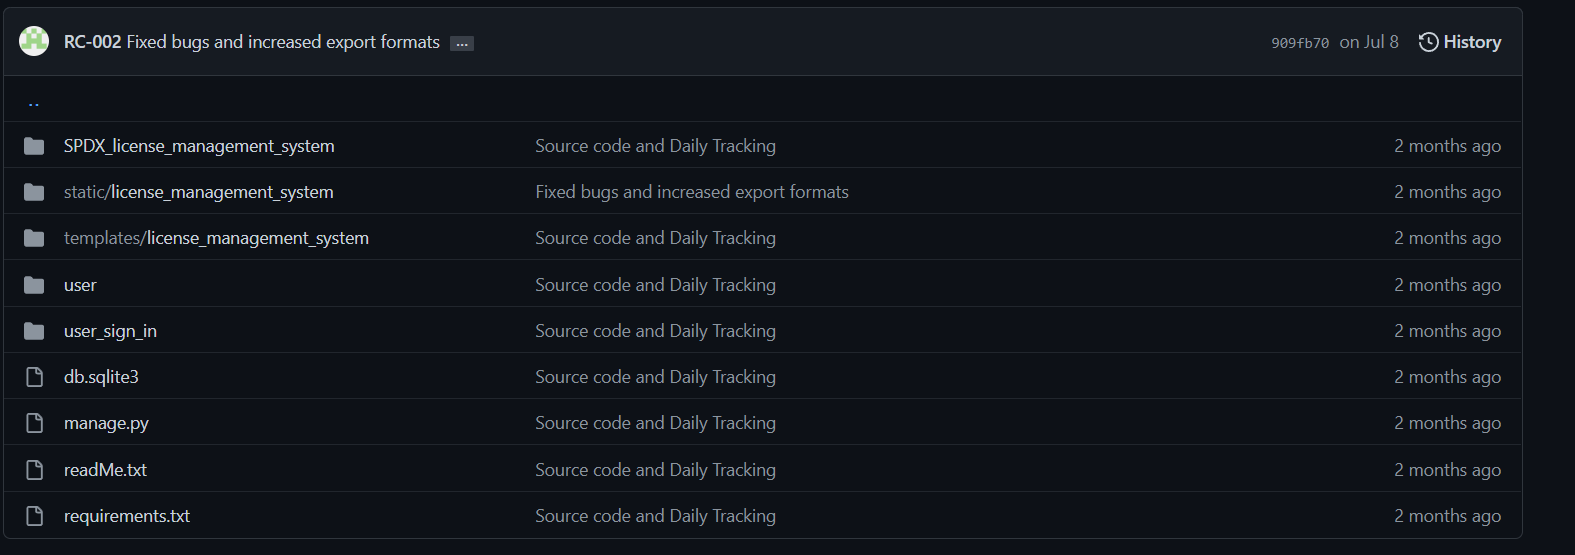 RC-002 Fixed bugs and increased export formats ... 909fb70 on Jul 8 History
..
SPDX_license_management_system Source code and Daily Tracking 2 months ago
static/license_management_system Fixed bugs and increased export formats 2 months ago
templates/license_management_system Source code and Daily Tracking 2 months ago
user Source code and Daily Tracking 2 months ago
user_sign_in Source code and Daily Tracking 2 months ago
db.sqlite3 Source code and Daily Tracking 2 months ago
manage.py Source code and Daily Tracking 2 months ago
readMe.txt Source code and Daily Tracking 2 months ago
requirements.txt Source code and Daily Tracking 2 months ago